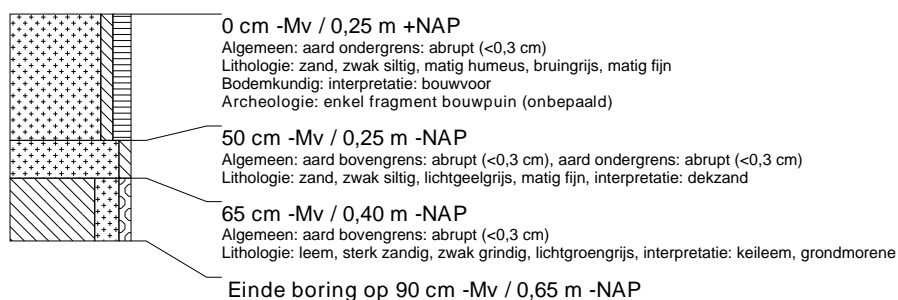 0 cm -Mv / 0,25 m +NAP
Algemeen: aard ondergrens: abrupt (<0,3 cm)
Lithologie: zand, zwak siltig, matig humeus, bruingrijs, matig fijn
Bodemkundig: interpretatie: bouwvoor
Archeologie: enkel fragment bouwpuin (onbepaald)
50 cm -Mv / 0,25 m -NAP
Algemeen: aard bovengrens: abrupt (<0,3 cm), aard ondergrens: abrupt (<0,3 cm)
Lithologie: zand, zwak siltig, lichtgeelgrijs, matig fijn, interpretatie: dekzand
65 cm -Mv / 0,40 m -NAP
Algemeen: aard bovengrens: abrupt (<0,3 cm)
Lithologie: leem, sterk zandig, zwak grindig, lichtgroengrijs, interpretatie: keileem, grondmorene
Einde boring op 90 cm -Mv / 0,65 m -NAP